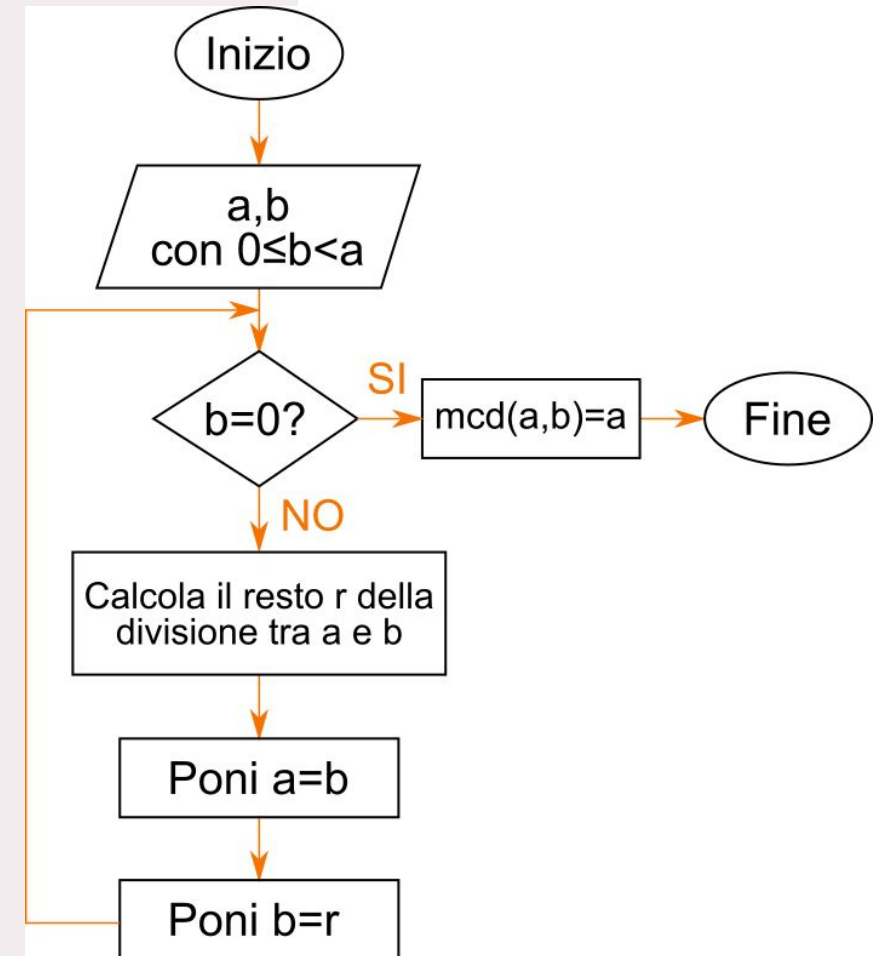 Inizio
a,b
con 0≤b<a
b=0?
SI
mcd(a,b)=a
Fine
NO
Calcola il resto r della
divisione tra a e b
Poni a=b
Poni b=r